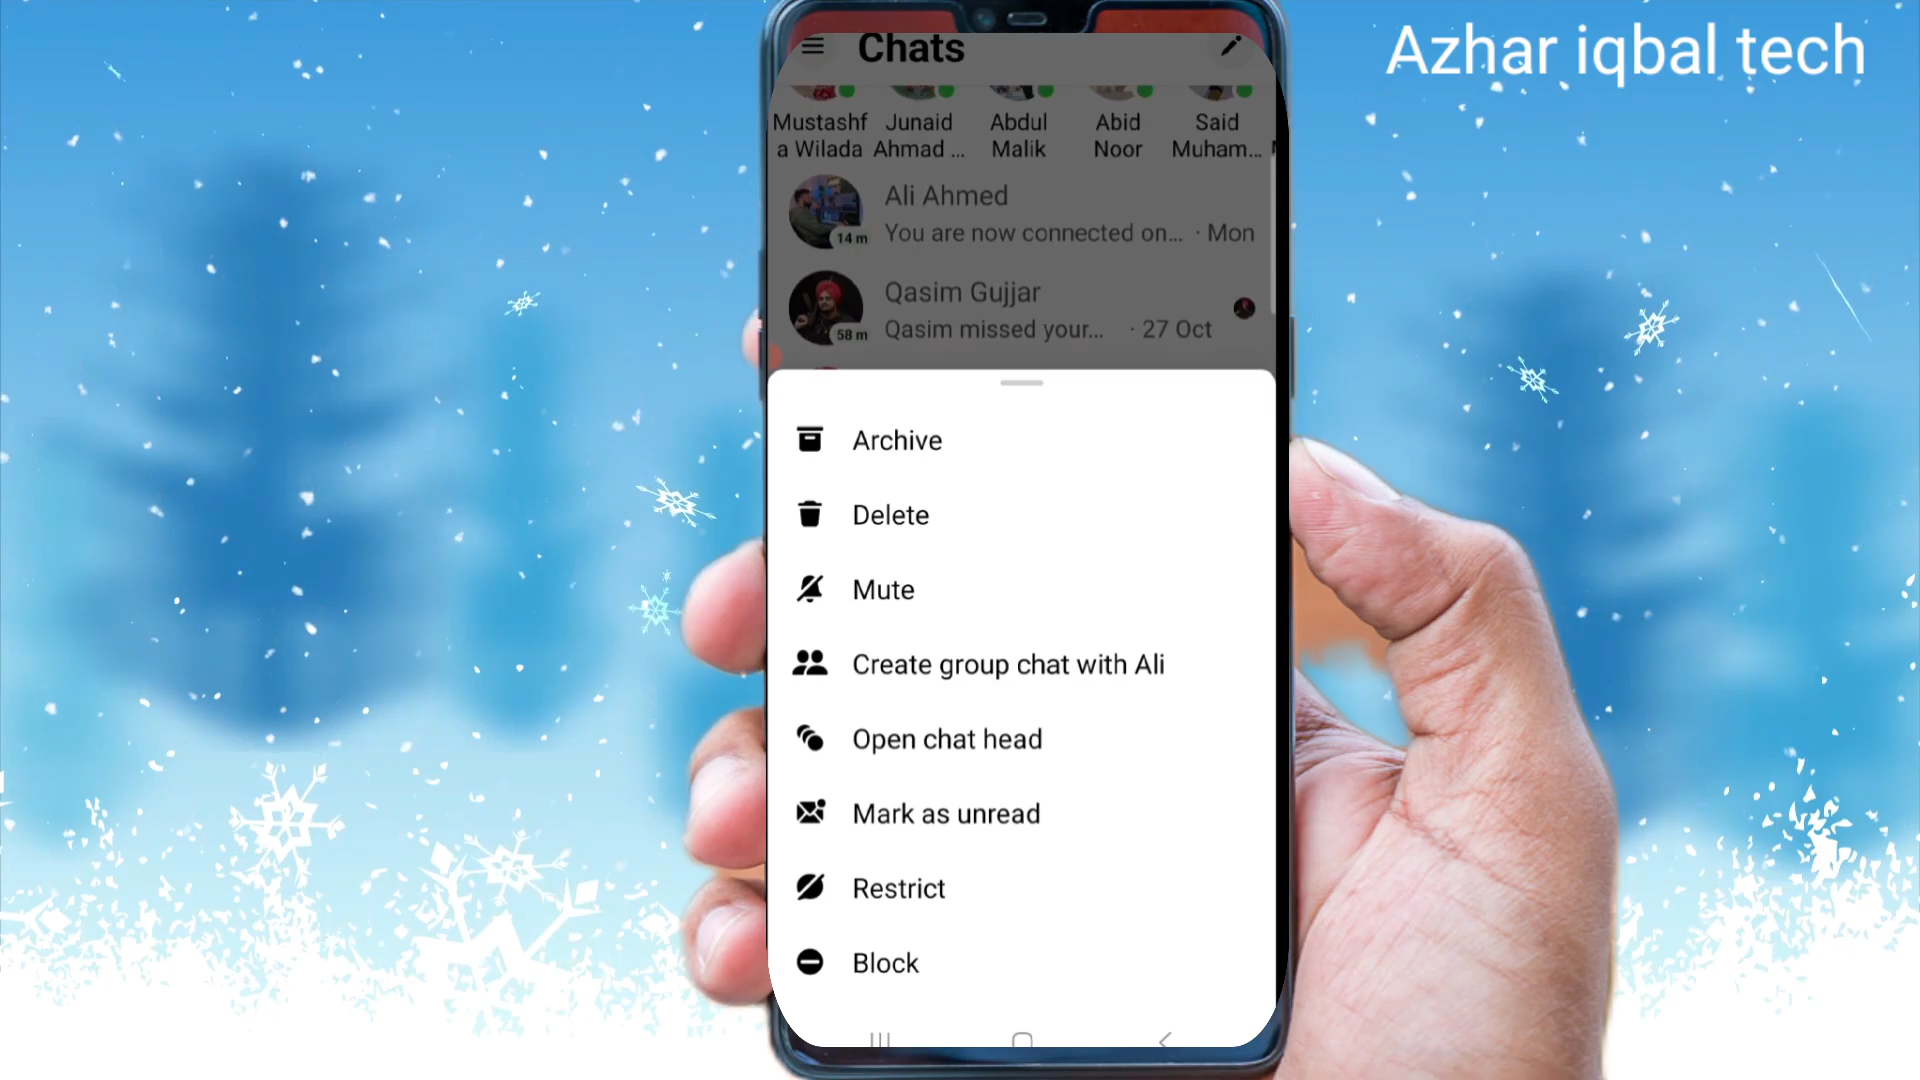 Azhar iqbal tech
Chats
Mustashf Junaid Abdul Abid Said
a Wilada Ahmad ... Malik Noor Muham...
Ali Ahmed
14 m You are now connected on... · Mon
Qasim Gujjar
58 m Qasim missed your... · 27 Oct
Archive
Delete
Mute
Create group chat with Ali
Open chat head
Mark as unread
Restrict
Block